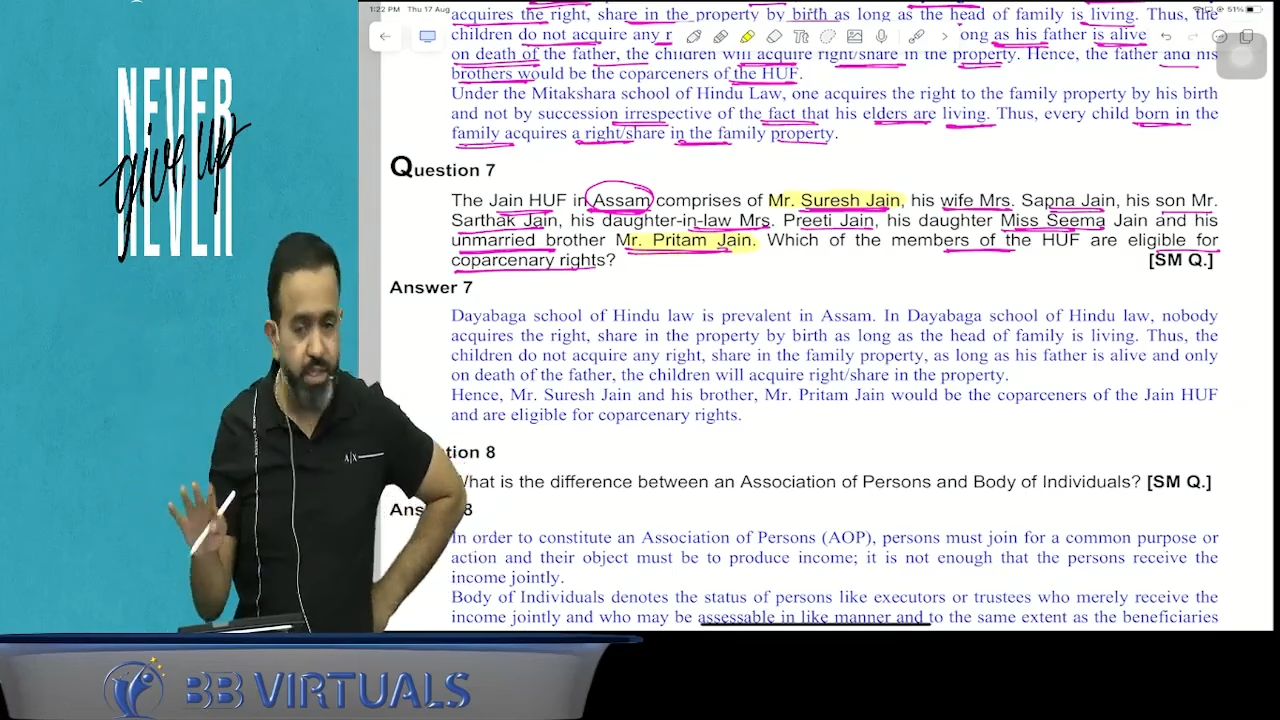 1:22 PM Thu 17 Aug
51%
acquires the right, share in the property by birth as long as the head of family is living. Thus, the
children do not acquire any r ong as his father is alive
on death of the father, the children will acquire right/share in the property. Hence, the father and his
brothers would be the coparceners of the HUF.
Under the Mitakshara school of Hindu Law, one acquires the right to the family property by his birth
and not by succession irrespective of the fact that his elders are living. Thus, every child born in the
family acquires a right/share in the family property.
Question 7
The Jain HUF in Assam comprises of Mr. Suresh Jain, his wife Mrs. Sapna Jain, his son Mr.
Sarthak Jain, his daughter-in-law Mrs. Preeti Jain, his daughter Miss Seema Jain and his
unmarried brother Mr. Pritam Jain. Which of the members of the HUF are eligible for
coparcenary rights? [SM Q.]
Answer 7
Dayabaga school of Hindu law is prevalent in Assam. In Dayabaga school of Hindu law, nobody
acquires the right, share in the property by birth as long as the head of family is living. Thus, the
children do not acquire any right, share in the family property, as long as his father is alive and only
on death of the father, the children will acquire right/share in the property.
Hence, Mr. Suresh Jain and his brother, Mr. Pritam Jain would be the coparceners of the Jain HUF
and are eligible for coparcenary rights.
tion 8
hat is the difference between an Association of Persons and Body of Individuals? [SM Q.]
Ans 8
In order to constitute an Association of Persons (AOP), persons must join for a common purpose or
action and their object must be to produce income; it is not enough that the persons receive the
income jointly.
Body of Individuals denotes the status of persons like executors or trustees who merely receive the
income jointly and who may be assessable in like manner and to the same extent as the beneficiaries
NEVER
give up
NEVER
A|X
BB VIRTUALS